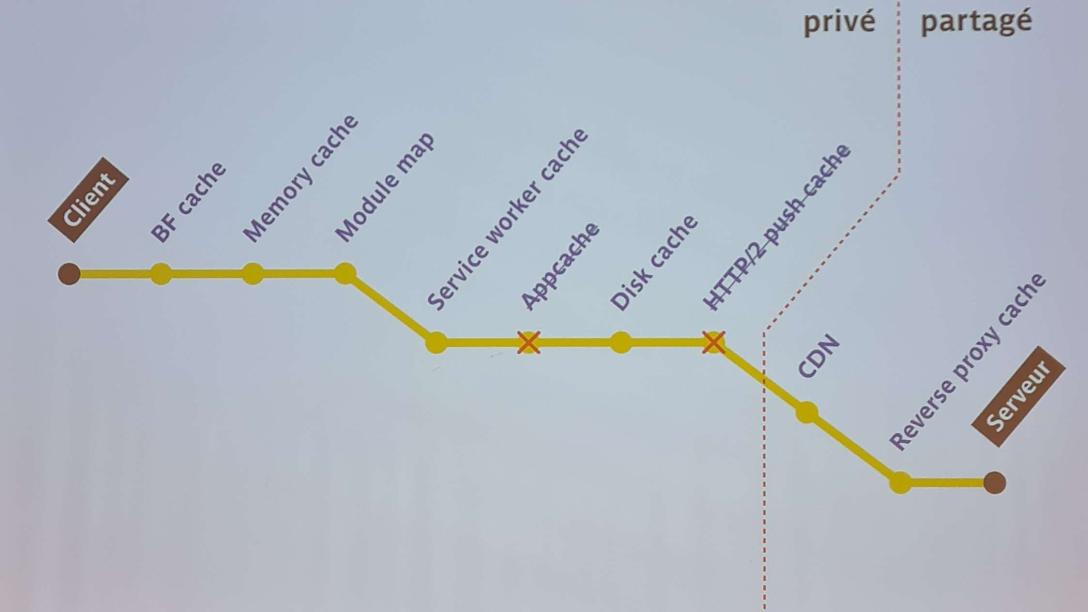 privé
partagé
Client
BF cache
Memory cache
Module map
Service worker cache
Appcache
Disk cache
HTTP/2 push cache
CDN
Reverse proxy cache
Serveur